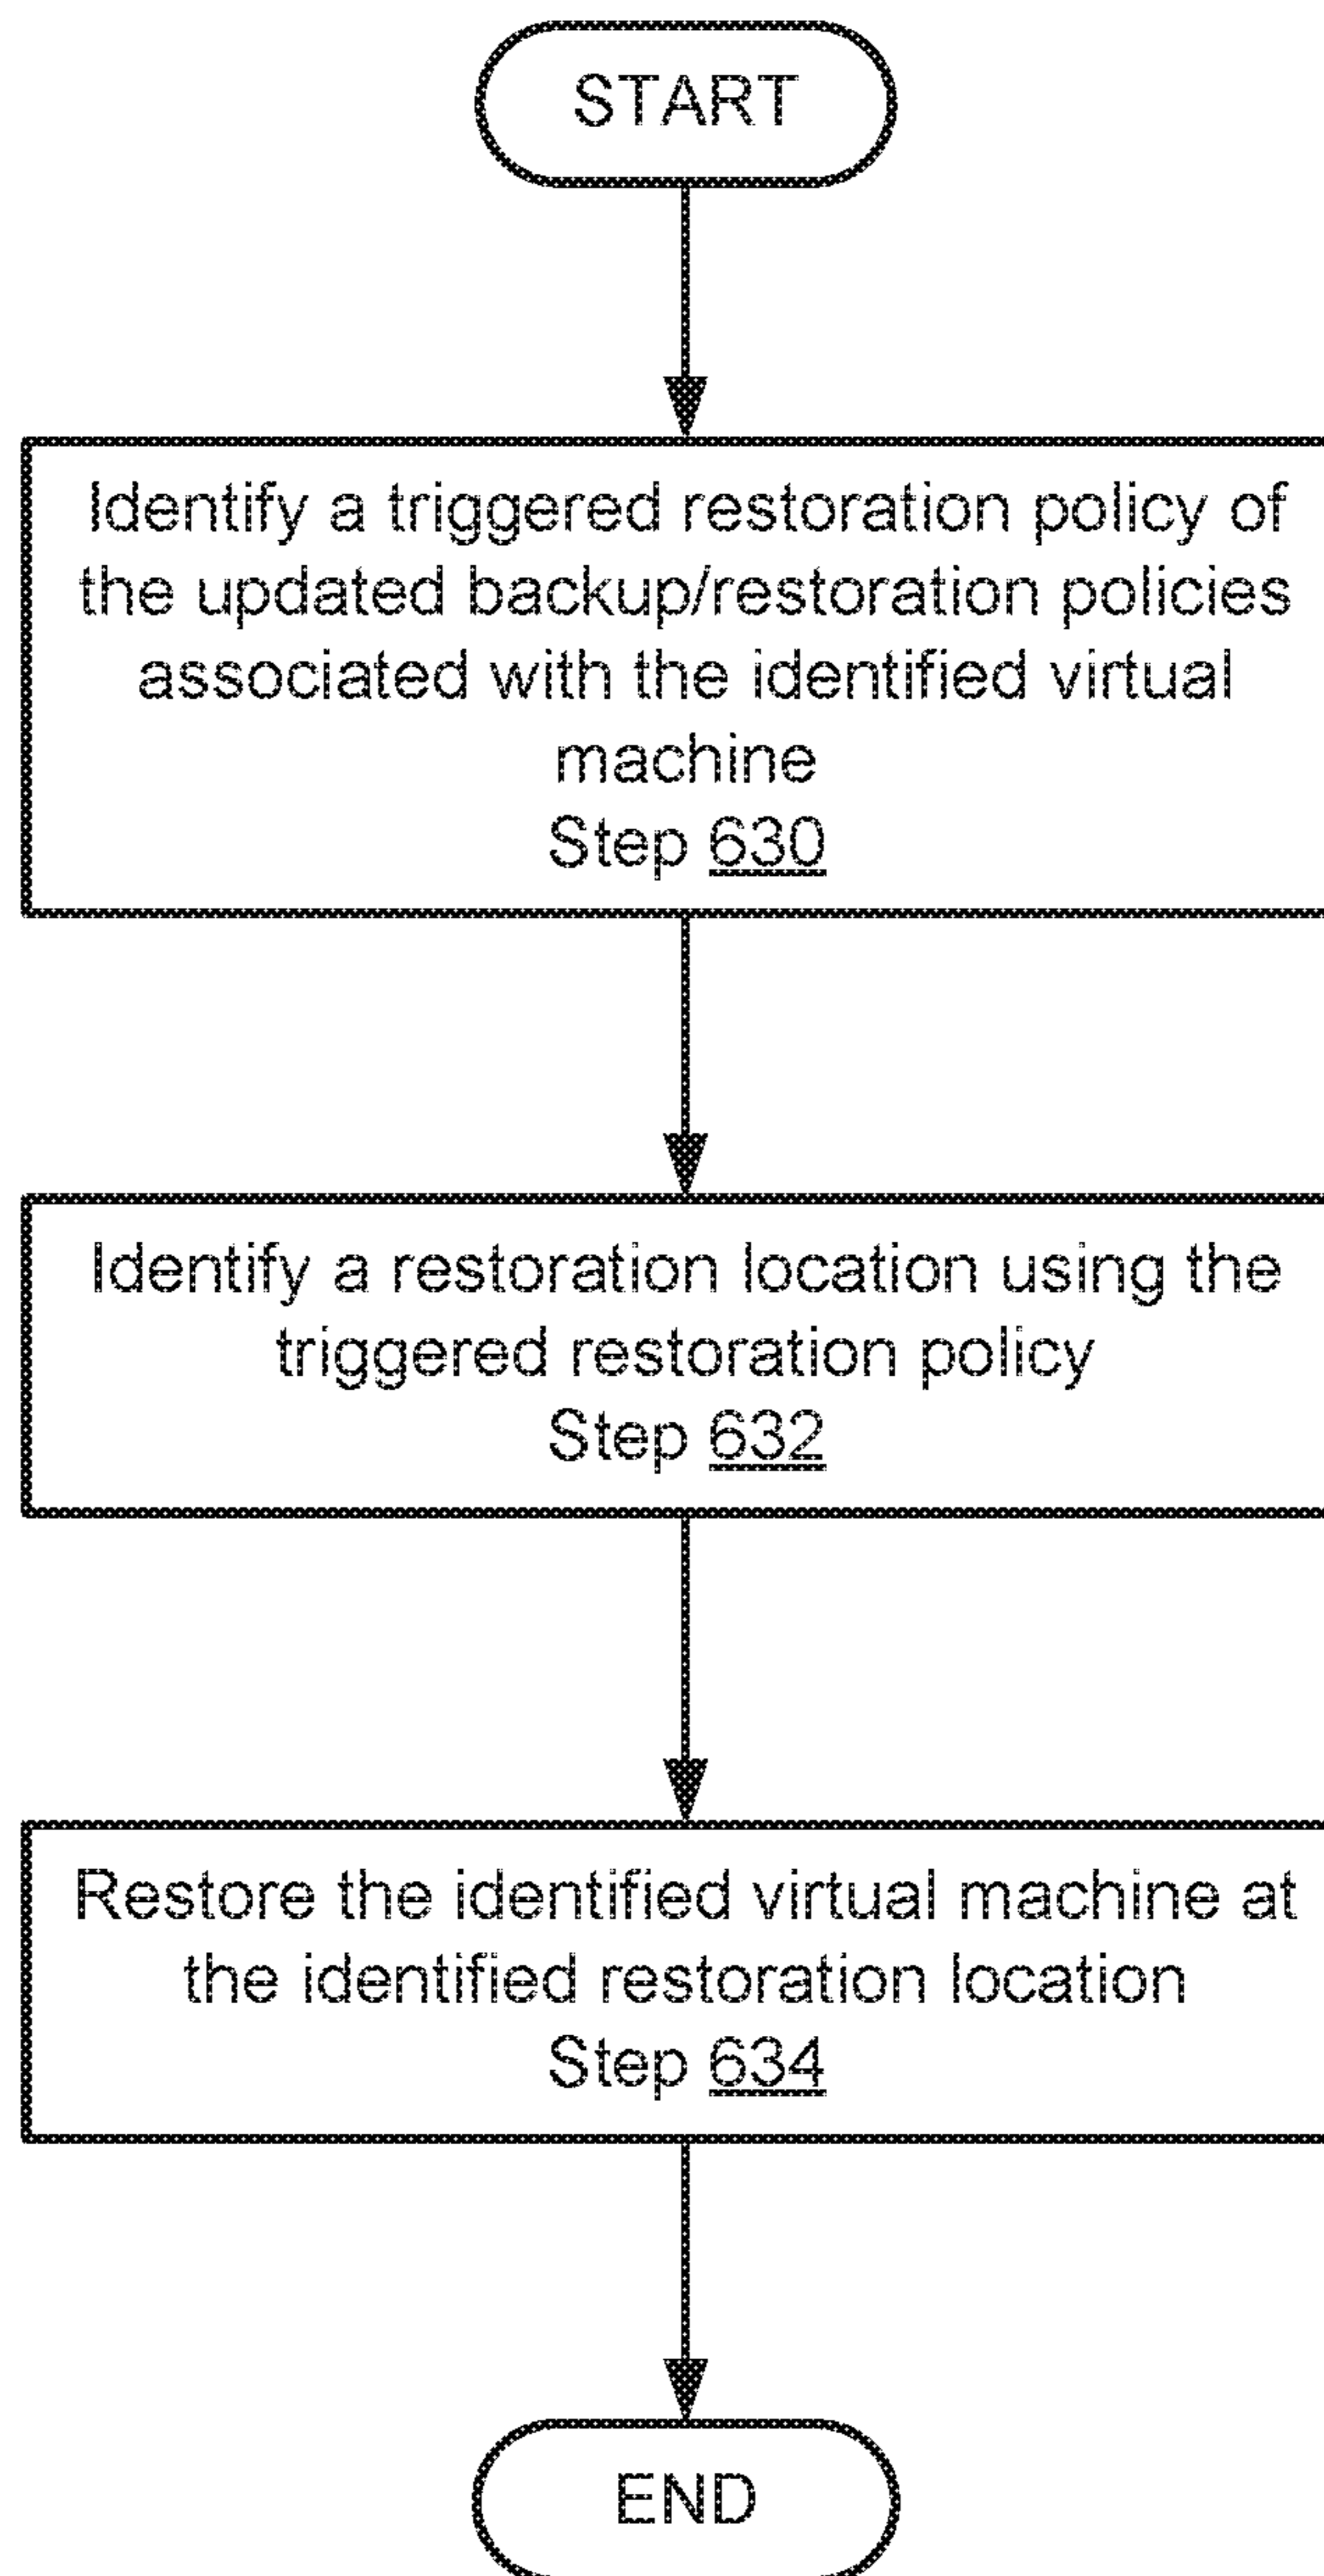 START
Identify a triggered restoration policy of
the updated backup/restoration policies
associated with the identified virtual
machine
Step 630
Identify a restoration location using the
triggered restoration policy
Step 632
Restore the identified virtual machine at
the identified restoration location
Step 634
END